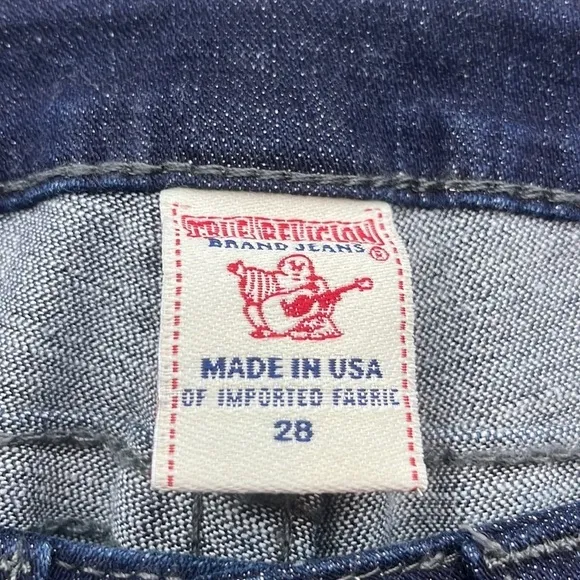 TRUE RELIGION
BRAND JEANS ®
MADE IN USA
OF IMPORTED FABRIC
28